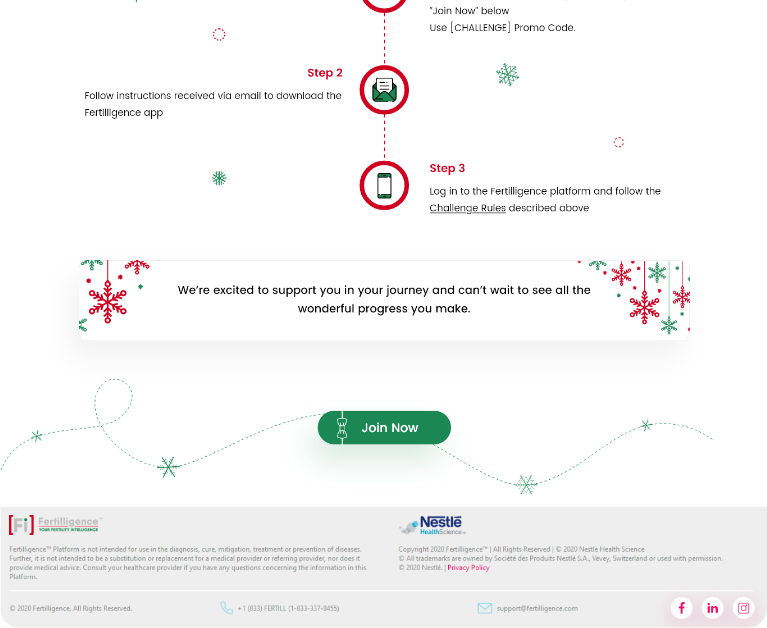 "Join Now" below
Use [CHALLENGE] Promo Code.
Step 2
Follow instructions received via email to download the
Fertilligence app
Step 3
Log in to the Fertilligence platform and follow the
Challenge Rules described above
We're excited to support you in your journey and can't wait to see all the
wonderful progress you make.
Join Now
[Fi] Fertilligence™
YOUR FERTILITY INTELLIGENCE
Fertilligence™ Platform is not intended for use in the diagnosis, cure, mitigation, treatment or prevention of diseases.
Further, it is not intended to be a substitution or replacement for a medical provider or referring provider, nor does it
provide medical advice. Consult your healthcare provider if you have any questions concerning the information in this
Platform.
Nestlé
HealthScience
Copyright 2020 Fertilligence™ | All Rights Reserved | © 2020 Nestle Health Science
© All trademarks are owned by Société des Produits Nestlé S.A., Vevey, Switzerland or used with permission.
© 2020 Nestlé. | Privacy Policy
© 2020 Fertilligence. All Rights Reserved.
+1 (833) FERTILL (1-833-337-8455)
support@fertilligence.com